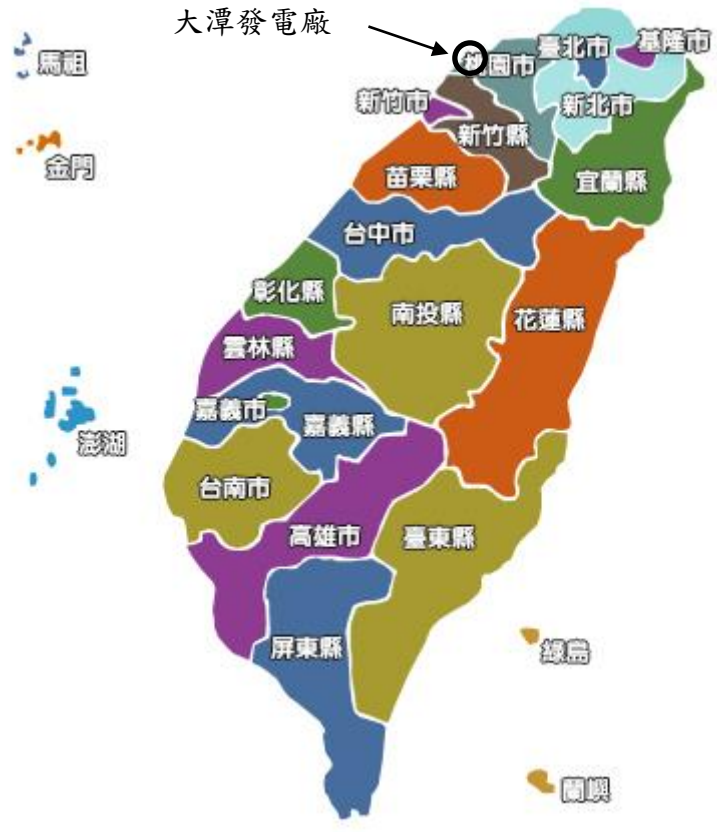 大潭發電廠
馬祖
桃園市
臺北市
基隆市
新北市
新竹市
新竹縣
金門
苗栗縣
宜蘭縣
台中市
彰化縣
南投縣
花蓮縣
雲林縣
嘉義市
嘉義縣
澎湖
台南市
高雄市
臺東縣
屏東縣
綠島
蘭嶼